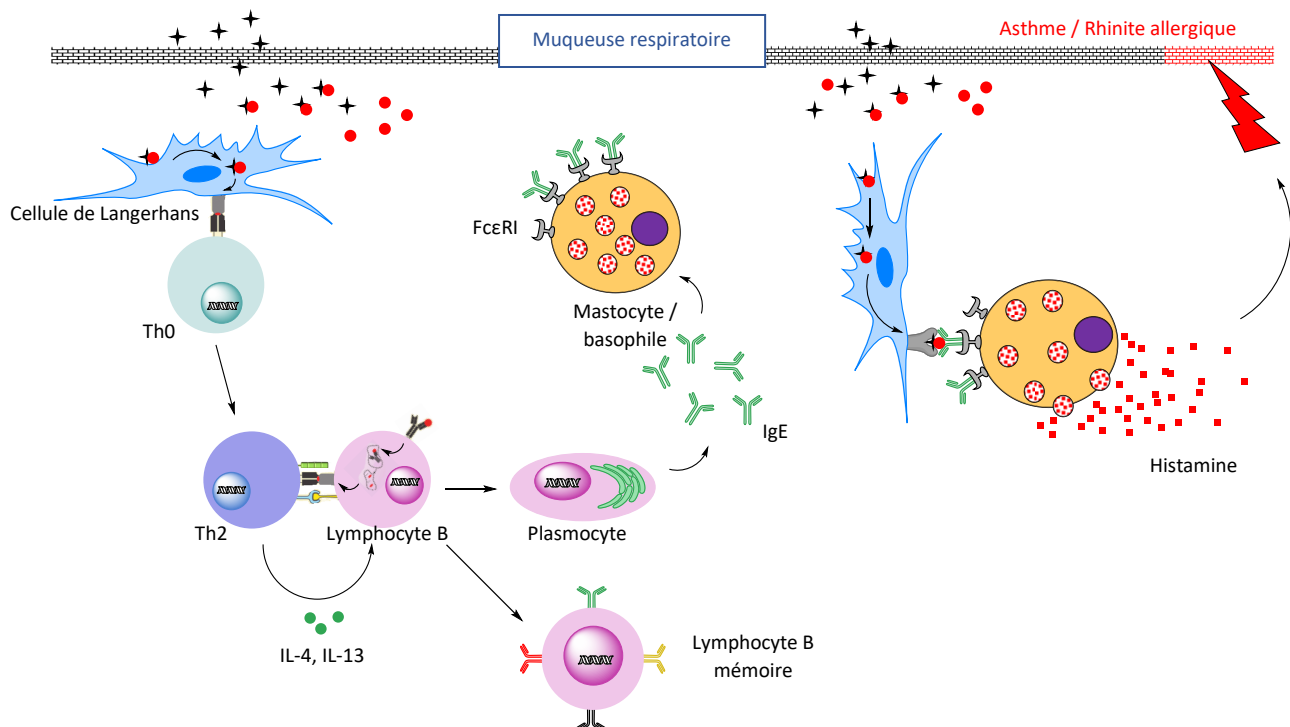 Muqueuse respiratoire
Asthme / Rhinite allergique
Cellule de Langerhans
Th0
FcεRI
Mastocyte /
basophile
IgE
Histamine
Th2
Lymphocyte B
Plasmocyte
IL-4, IL-13
Lymphocyte B
mémoire